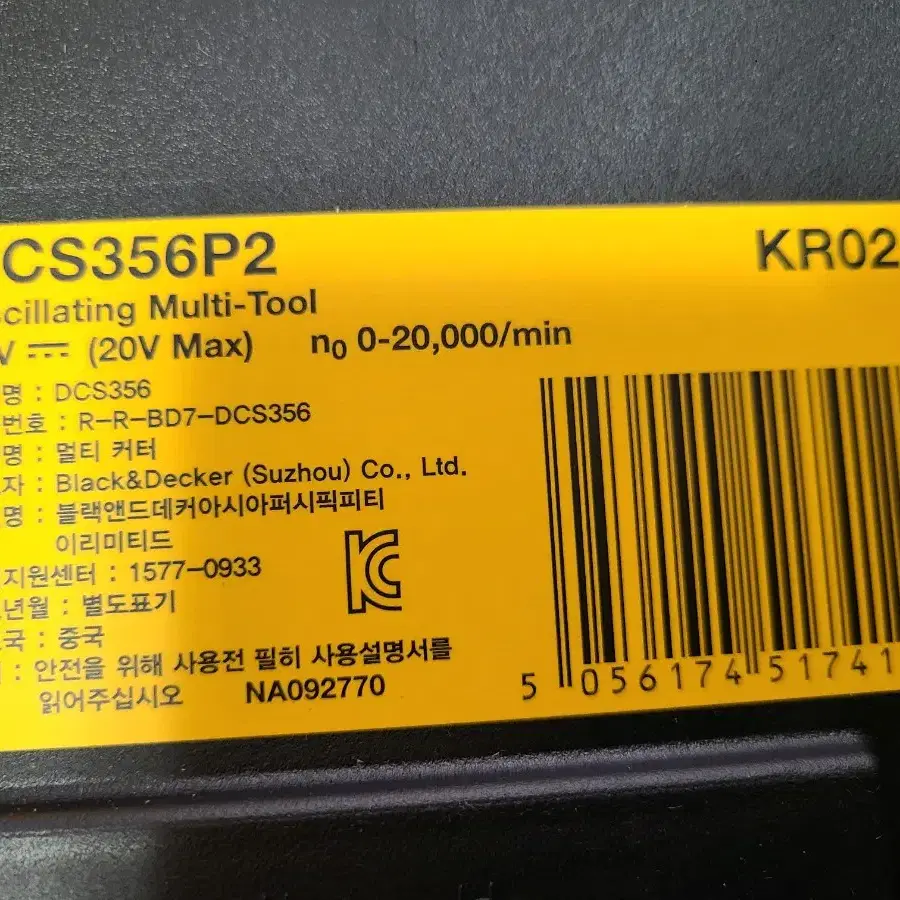 CS356P2
KR02
cillating Multi-Tool
V ⎓ (20V Max) n0 0-20,000/min
명 : DCS356
번호 : R-R-BD7-DCS356
명 : 멀티 커터
자 : Black&Decker (Suzhou) Co., Ltd.
명 : 블랙앤드데커아시아퍼시픽피티
이리미티드
지원센터 : 1577-0933
년월 : 별도표기
국 : 중국
: 안전을 위해 사용전 필히 사용설명서를
읽어주십시오 NA092770
5 056174 51741